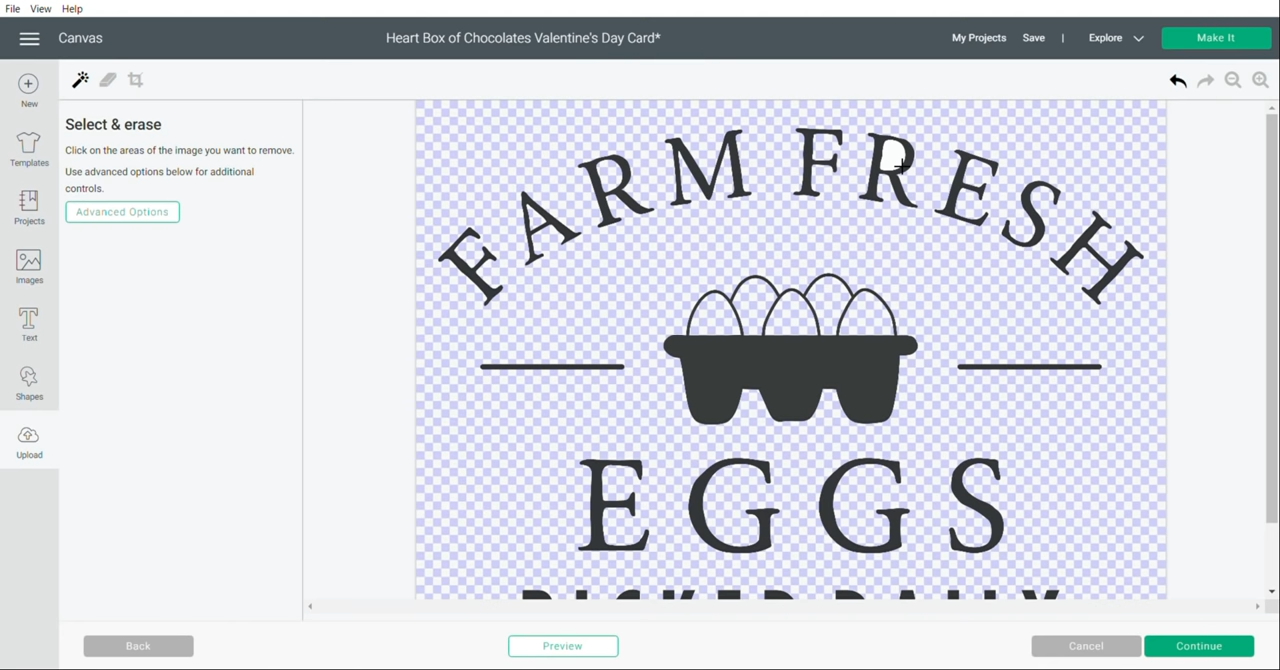 File View Help
Canvas
Heart Box of Chocolates Valentine's Day Card*
My Projects Save | Explore Make It
New
Templates
Projects
Images
Text
Shapes
Upload
Select & erase
Click on the areas of the image you want to remove.
Use advanced options below for additional
controls.
Advanced Options
FARM FRESH
EGGS
PICKED DAILY
Back Preview Cancel Continue